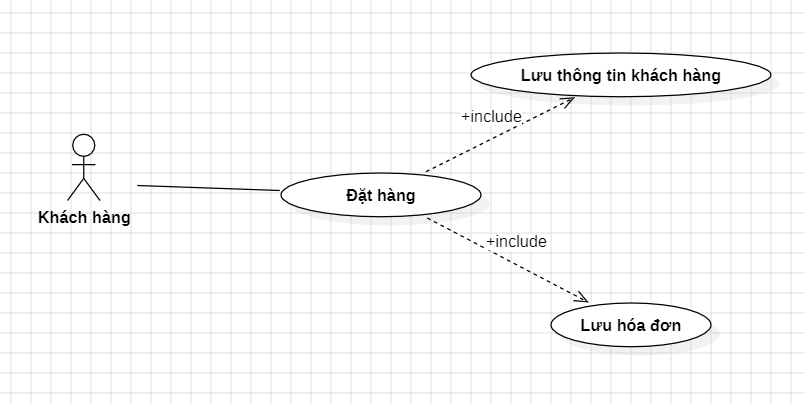 Lưu thông tin khách hàng
+include
Khách hàng
Đặt hàng
+include
Lưu hóa đơn